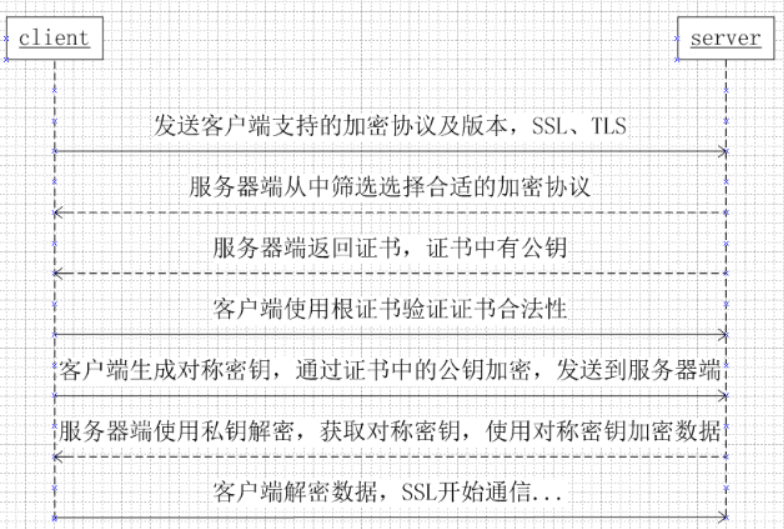 client
server
发送客户端支持的加密协议及版本，SSL、TLS
服务器端从中筛选选择合适的加密协议
服务器端返回证书，证书中有公钥
客户端使用根证书验证证书合法性
客户端生成对称密钥，通过证书中的公钥加密，发送到服务器端
服务器端使用私钥解密，获取对称密钥，使用对称密钥加密数据
客户端解密数据，SSL开始通信...